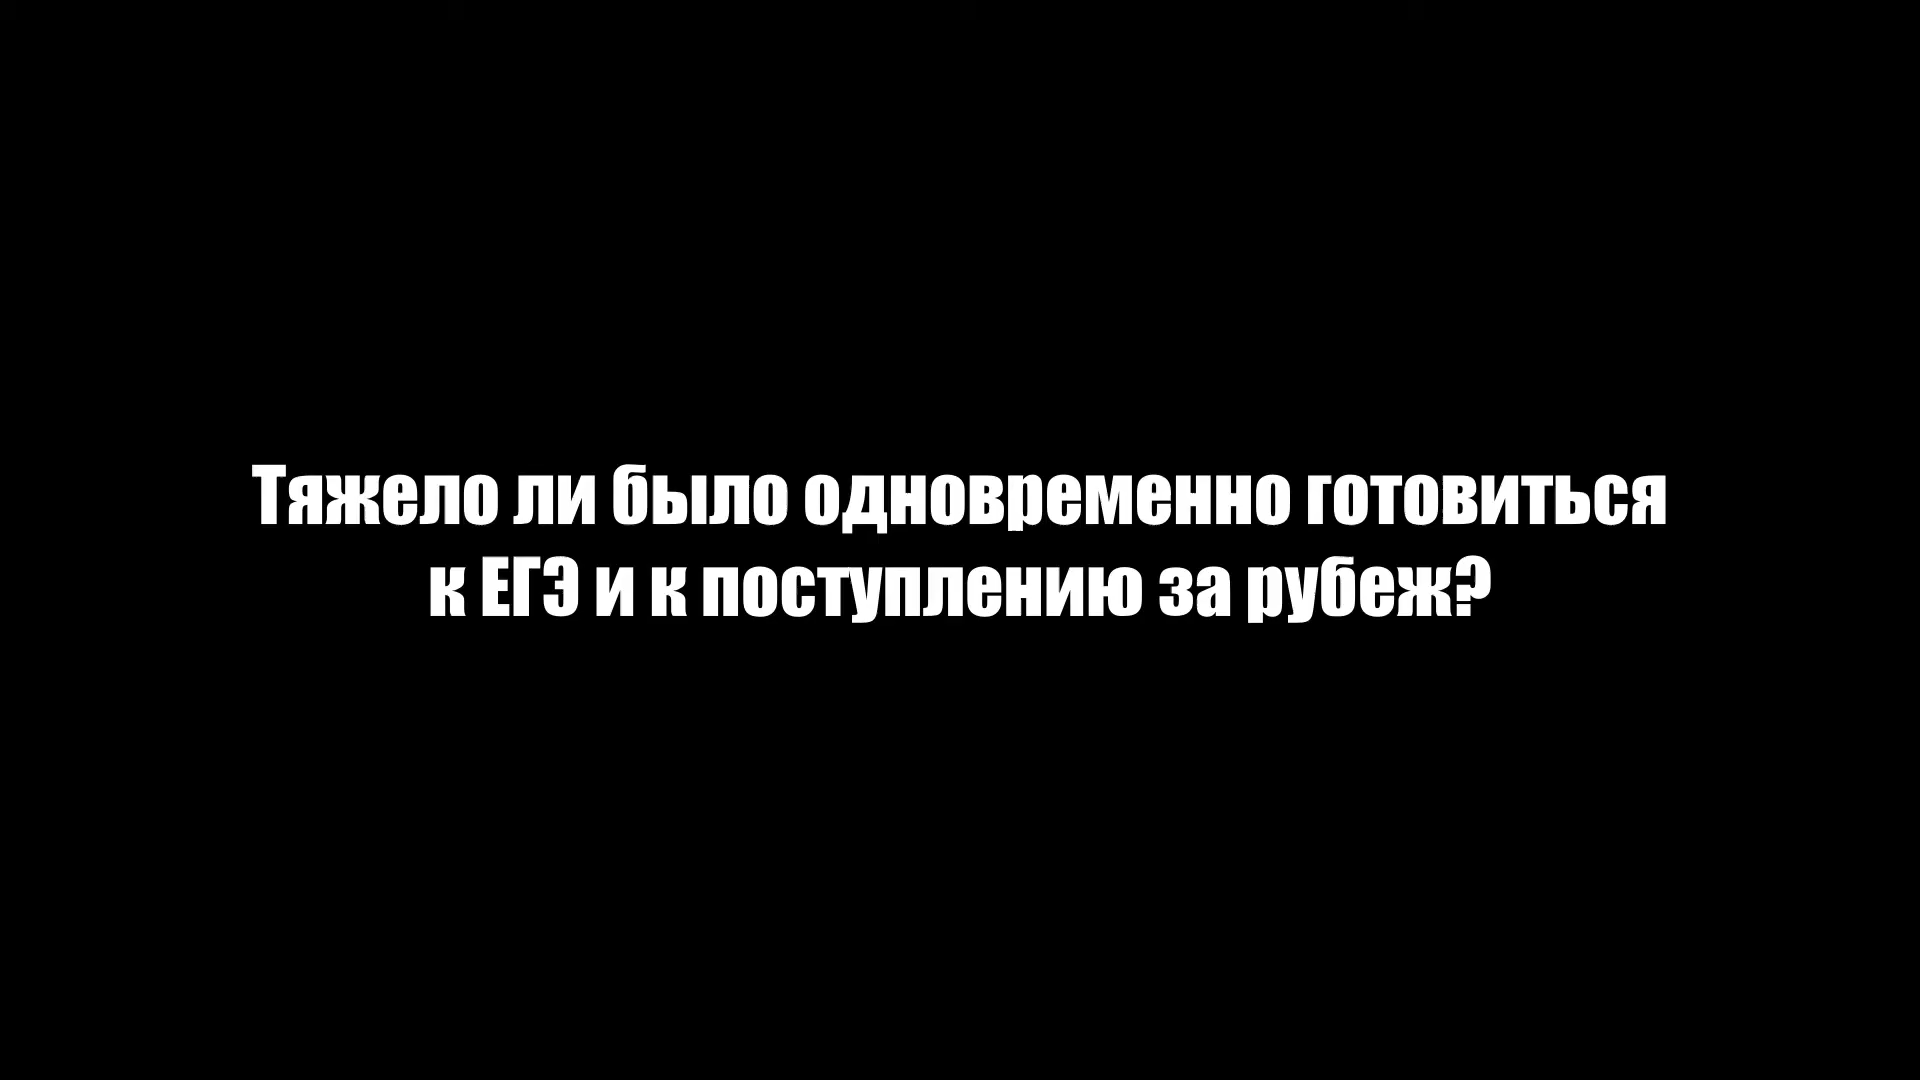 Тяжело ли было одновременно готовиться
к ЕГЭ и к поступлению за рубеж?